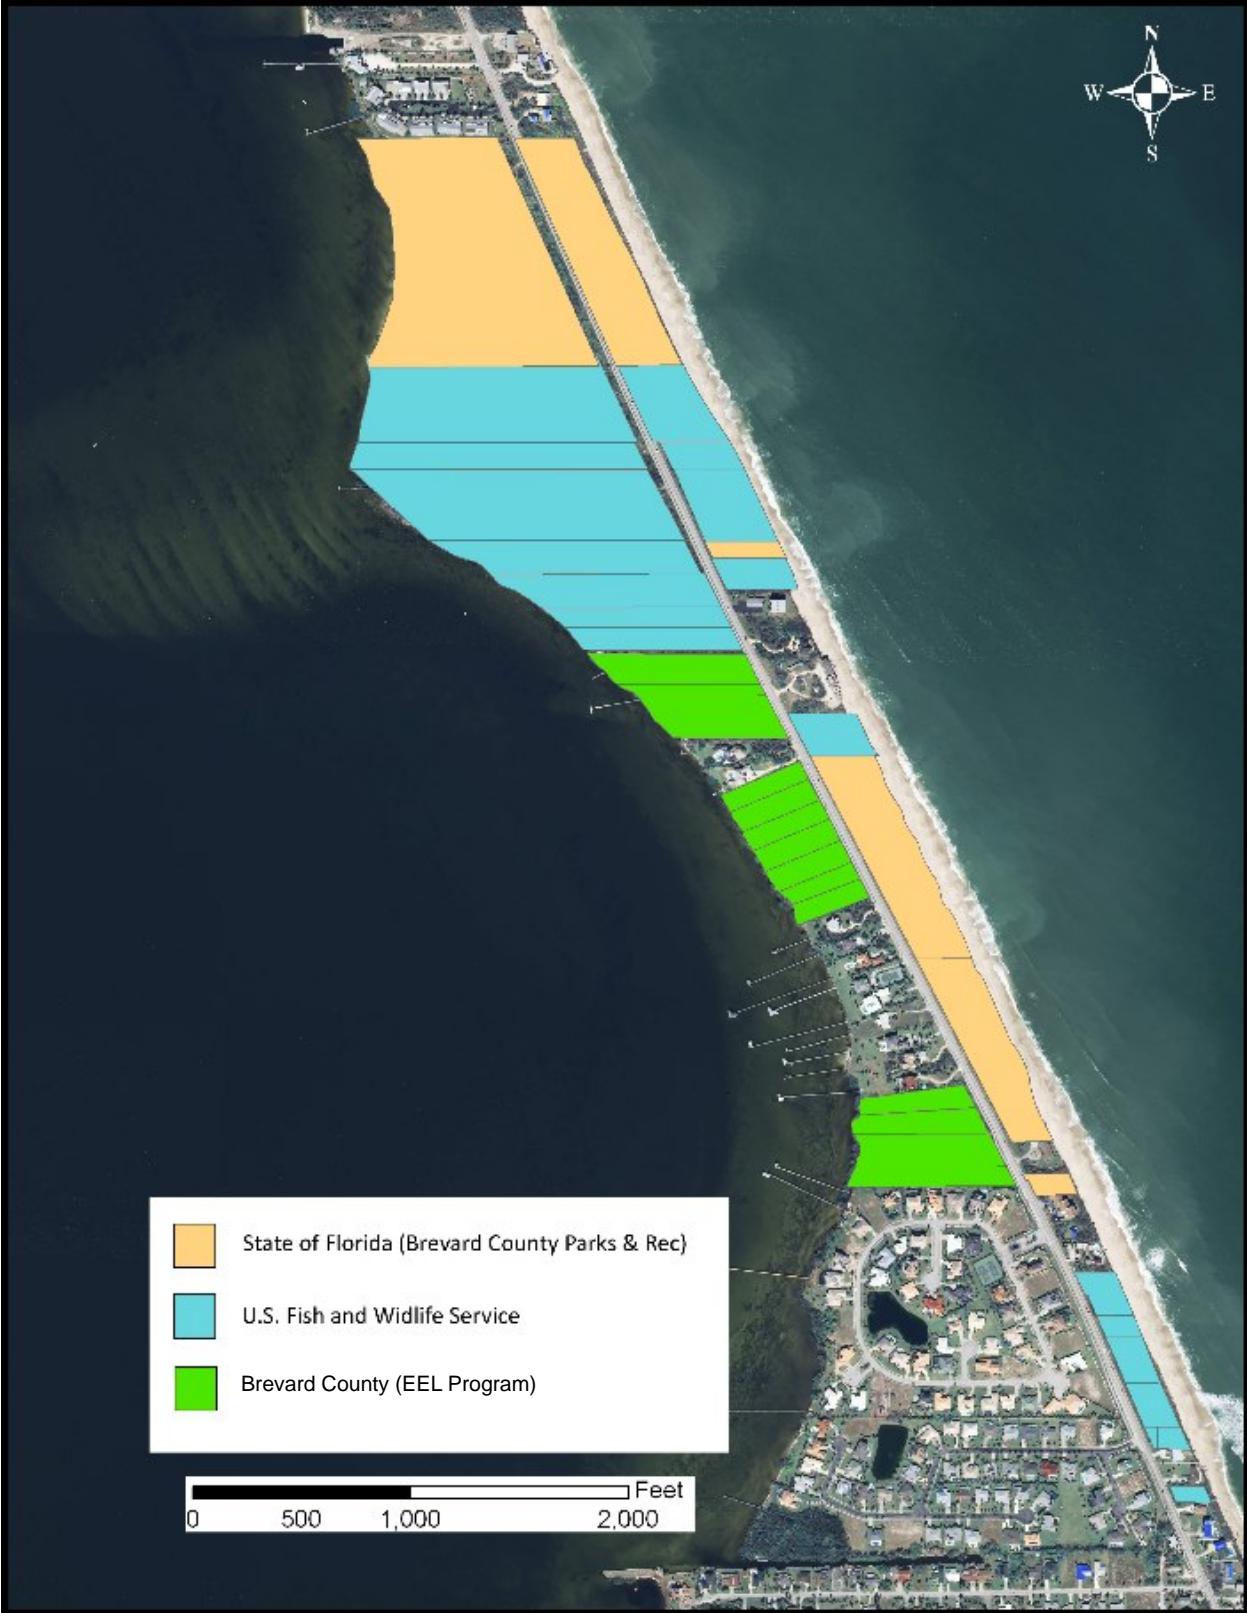 N
W E
S
State of Florida (Brevard County Parks & Rec)
U.S. Fish and Widlife Service
Brevard County (EEL Program)
Feet
0 500 1,000 2,000